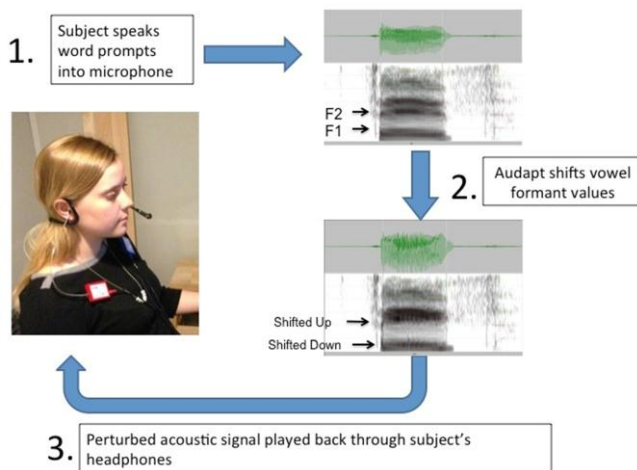 1.
Subject speaks
word prompts
into microphone
F2
F1
2.
Audapt shifts vowel
formant values
Shifted Up
Shifted Down
3.
Perturbed acoustic signal played back through subject's
headphones